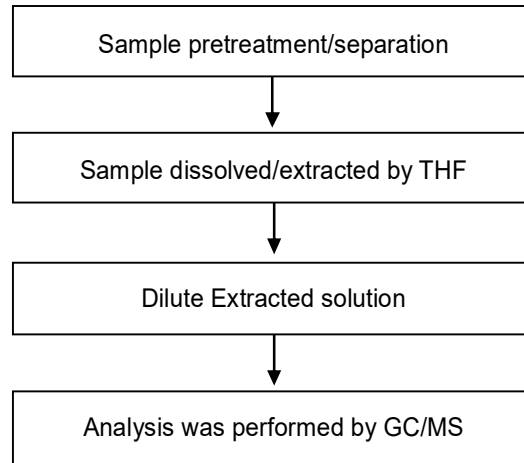 Sample pretreatment/separation
Sample dissolved/extracted by THF
Dilute Extracted solution
Analysis was performed by GC/MS